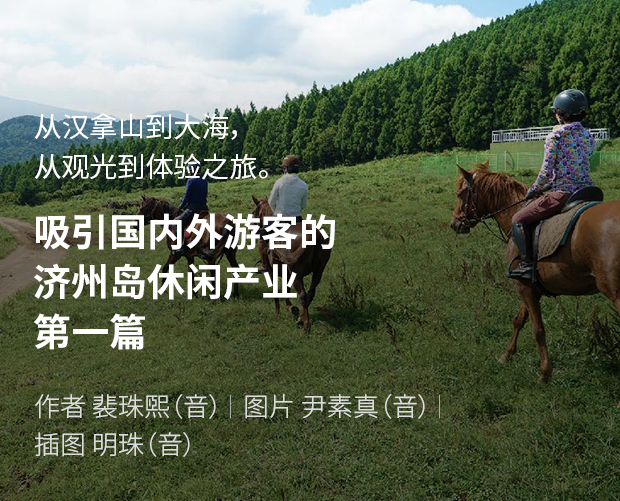 从汉拿山到大海，
从观光到体验之旅。
吸引国内外游客的
济州岛休闲产业
第一篇
作者 裴珠熙（音）｜图片 尹素真（音）｜
插图 明珠（音）